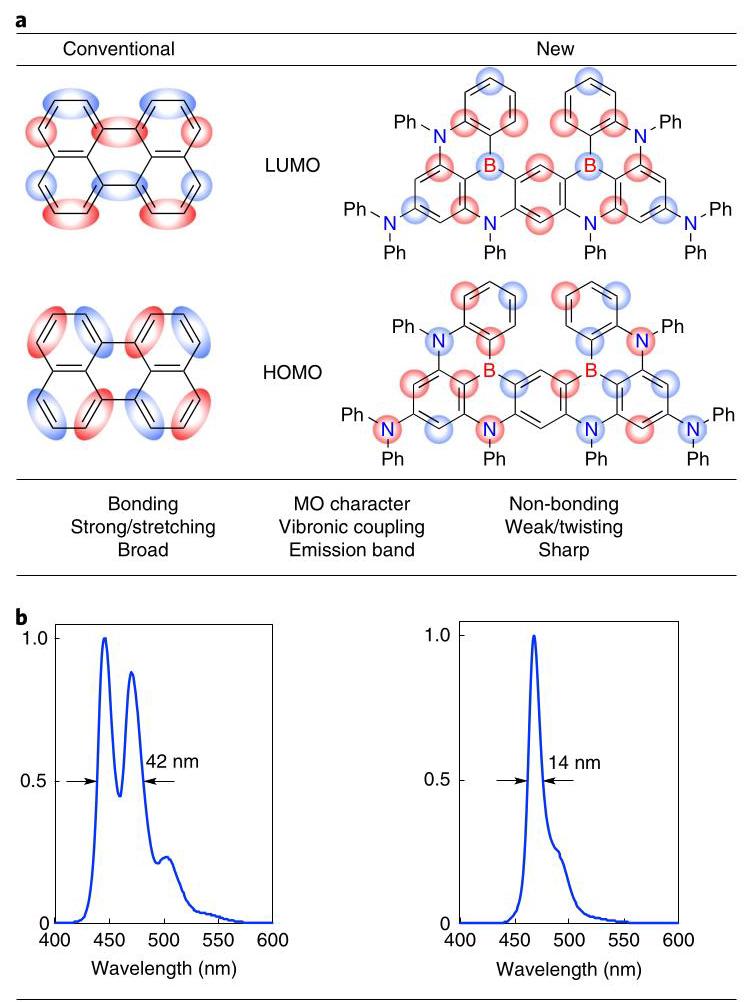 a
Conventional New
LUMO
Ph N N Ph
B B
Ph N N N N Ph
Ph Ph Ph Ph
HOMO
Ph N N Ph
B B
Ph N N N N Ph
Ph Ph Ph Ph
Bonding MO character Non-bonding
Strong/stretching Vibronic coupling Weak/twisting
Broad Emission band Sharp
b
1.0
0.5
0
42 nm
400 450 500 550 600
Wavelength (nm)
1.0
0.5
0
14 nm
400 450 500 550 600
Wavelength (nm)